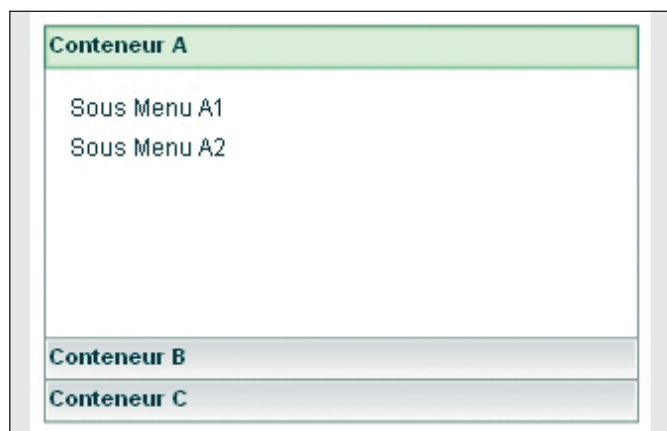 Conteneur A
Sous Menu A1
Sous Menu A2
Conteneur B
Conteneur C